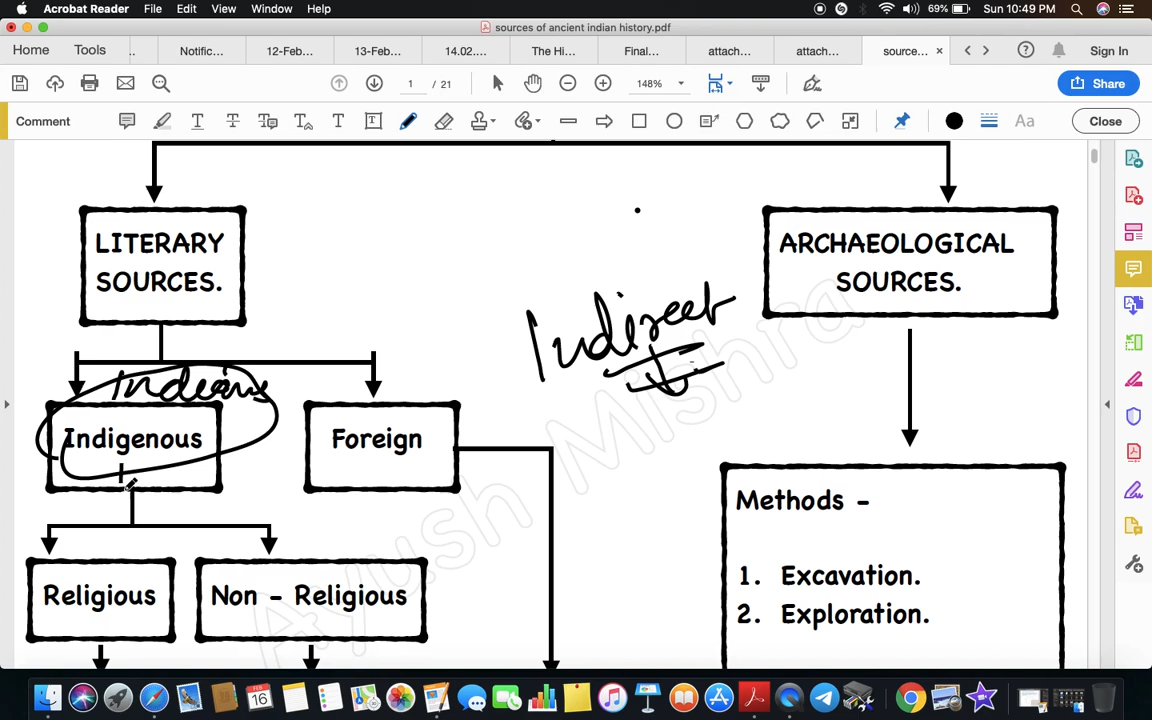 Acrobat Reader File Edit View Window Help 69% Sun 10:49 PM
sources of ancient indian history.pdf
Home Tools ... Notific... 12-Feb... 13-Feb... 14.02.... The Hi... Final... attach... attach... source... × Sign In
1 / 21 148% Share
Comment Aa Close
LITERARY
SOURCES.
ARCHAEOLOGICAL
SOURCES.
Indirect
Indigenous
Foreign
Methods -
1. Excavation.
2. Exploration.
Religious
Non - Religious
Ayush Mishra
FEB
16